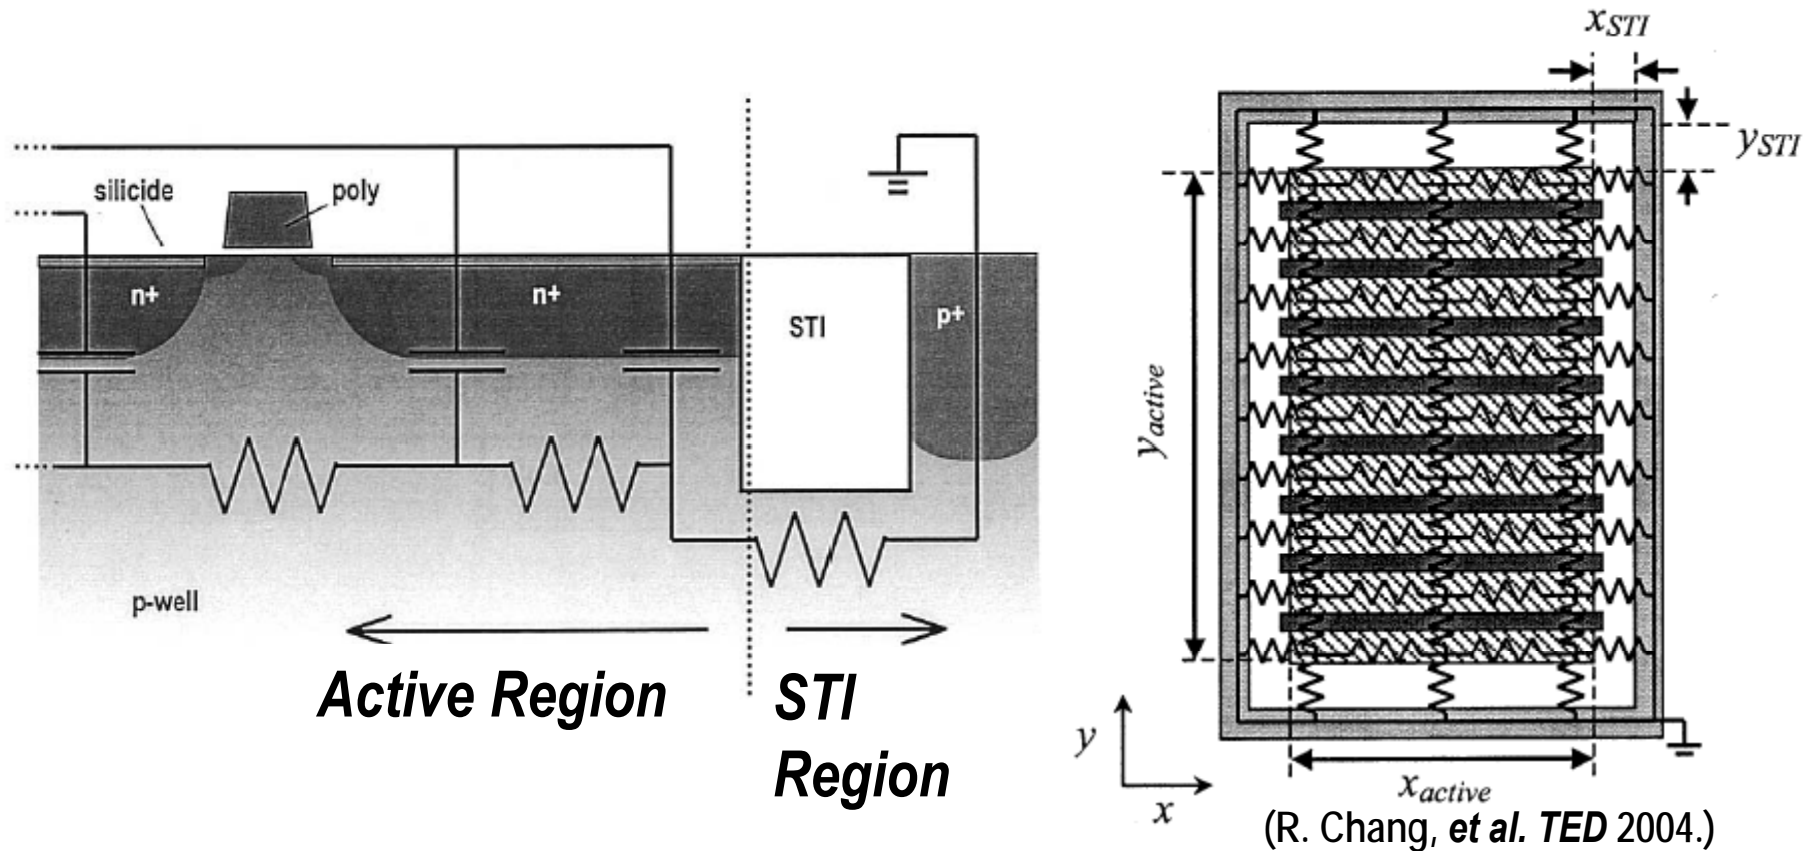 silicide
poly
n+
n+
STI
p+
p-well
Active Region
STI
Region
x_STI
y_STI
y_active
y
x
x_active
(R. Chang, et al. TED 2004.)